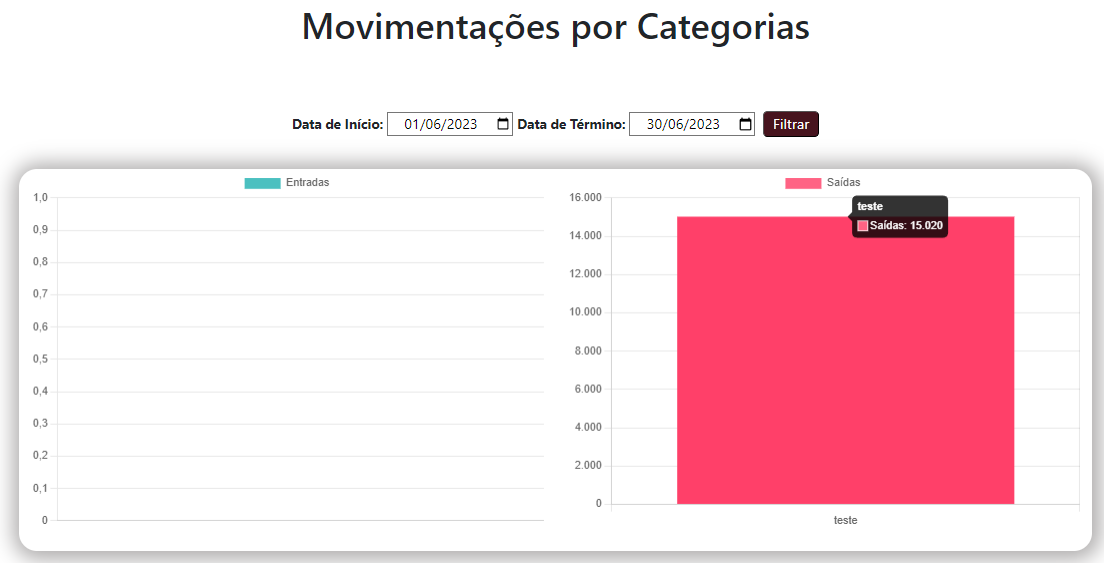 Movimentações por Categorias
Data de Início: 01/06/2023 Data de Término: 30/06/2023 Filtrar
Entradas
1,0
0,9
0,8
0,7
0,6
0,5
0,4
0,3
0,2
0,1
0
Saídas
16.000
14.000
12.000
10.000
8.000
6.000
4.000
2.000
0
teste
Saídas: 15.020
teste